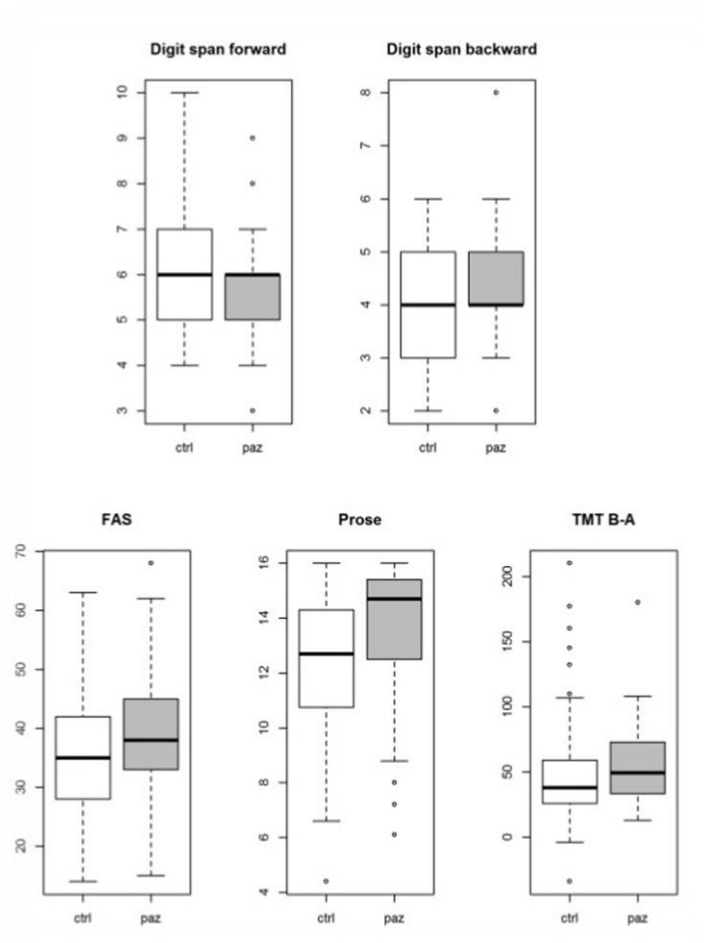 Digit span forward
Digit span backward
10
9
8
7
6
5
4
3
ctrl
paz
8
7
6
5
4
3
2
ctrl
paz
FAS
Prose
TMT B-A
70
60
50
40
30
20
ctrl
paz
16
14
12
10
8
6
4
ctrl
paz
200
150
100
50
0
ctrl
paz